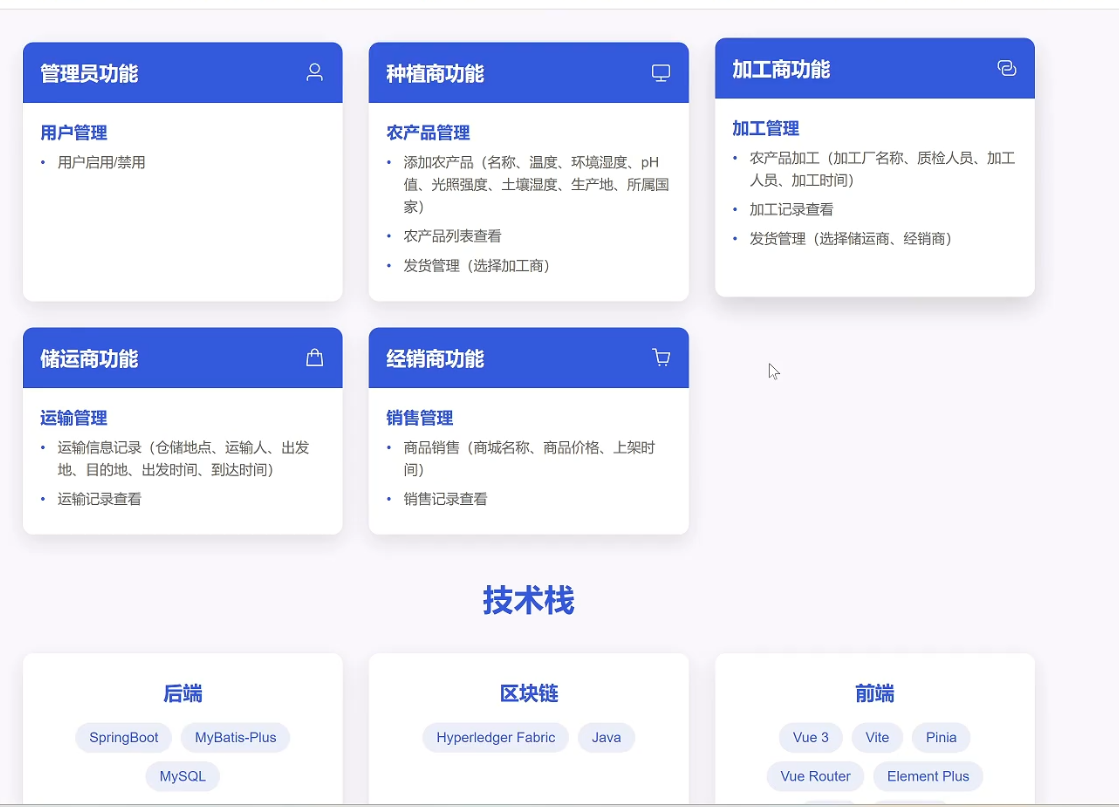 管理员功能
用户管理
• 用户启用/禁用
种植商功能
农产品管理
• 添加农产品（名称、温度、环境湿度、pH
值、光照强度、土壤湿度、生产地、所属国
家）
• 农产品列表查看
• 发货管理（选择加工商）
加工商功能
加工管理
• 农产品加工（加工厂名称、质检人员、加工
人员、加工时间）
• 加工记录查看
• 发货管理（选择储运商、经销商）
储运商功能
运输管理
• 运输信息记录（仓储地点、运输人、出发
地、目的地、出发时间、到达时间）
• 运输记录查看
经销商功能
销售管理
• 商品销售（商城名称、商品价格、上架时
间）
• 销售记录查看
技术栈
后端
SpringBoot MyBatis-Plus
MySQL
区块链
Hyperledger Fabric Java
前端
Vue 3 Vite Pinia
Vue Router Element Plus